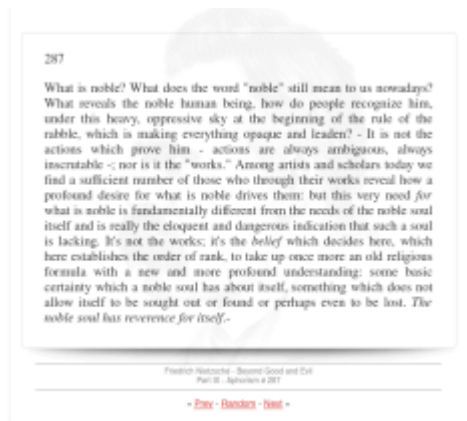 287
What is noble? What does the word "noble" still mean to us nowadays?
What reveals the noble human being, how do people recognize him,
under this heavy, oppressive sky at the beginning of the rule of the
rabble, which is making everything opaque and leaden? - It is not the
actions which prove him - actions are always ambiguous, always
inscrutable -; nor is it the "works." Among artists and scholars today we
find a sufficient number of those who through their works reveal how a
profound desire for what is noble drives them: but this very need for
what is noble is fundamentally different from the needs of the noble soul
itself and is really the eloquent and dangerous indication that such a soul
is lacking. It's not the works; it's the belief which decides here, which
here establishes the order of rank, to take up once more an old religious
formula with a new and more profound understanding: some basic
certainty which a noble soul has about itself, something which does not
allow itself to be sought out or found or perhaps even to be lost. The
noble soul has reverence for itself.-
Friedrich Nietzsche - Beyond Good and Evil
Part IX - Aphorism # 287
« Prev - Random - Next »